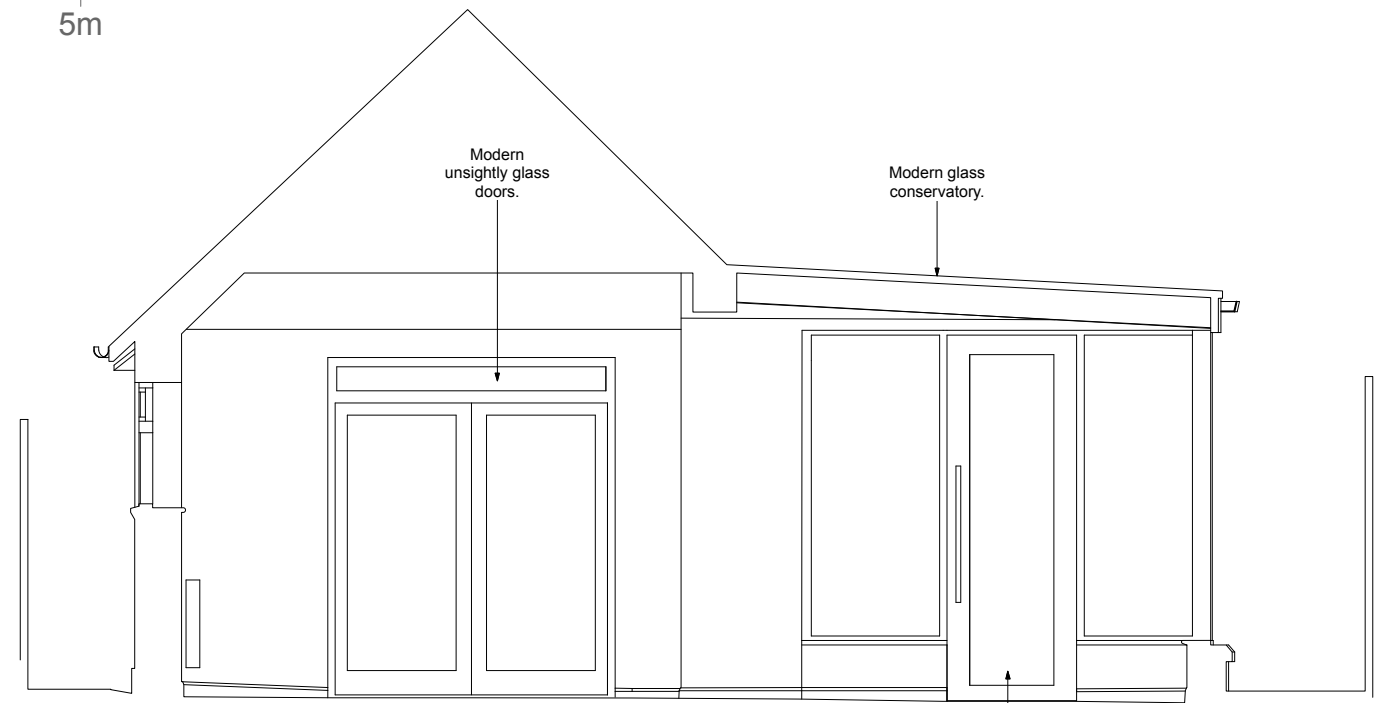 5m
Modern
unsightly glass
doors.
Modern glass
conservatory.